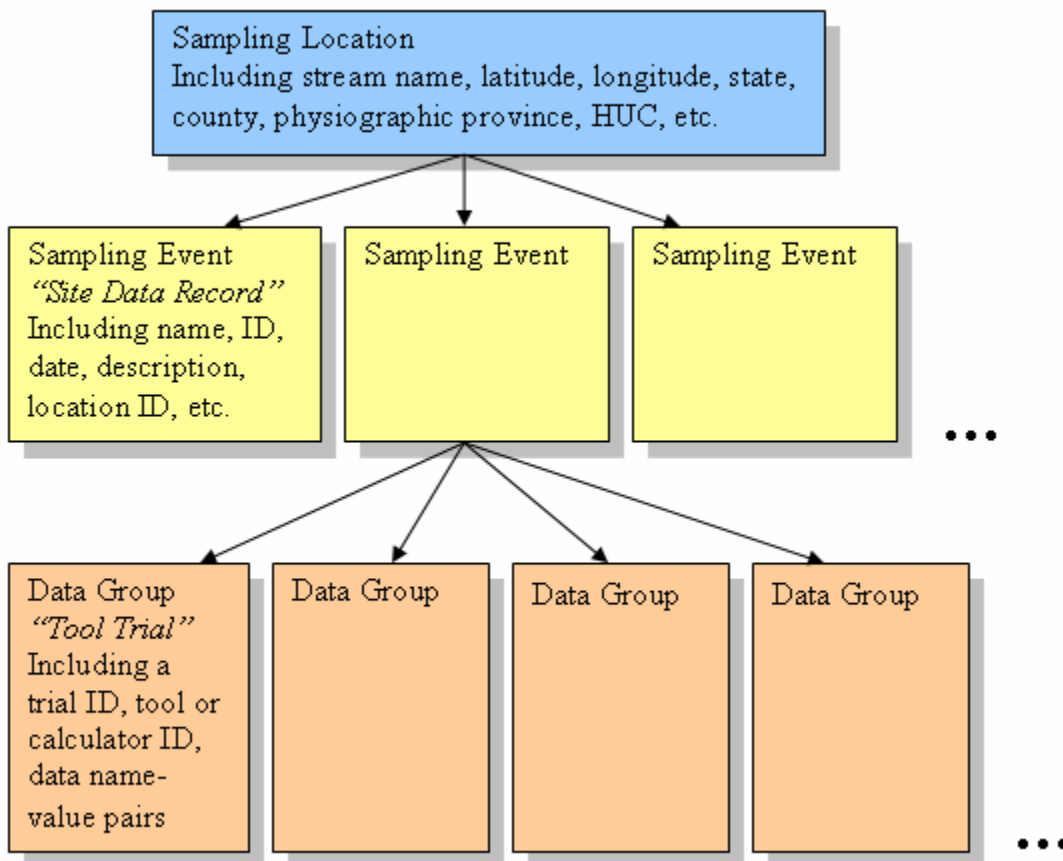 Sampling Location
Including stream name, latitude, longitude, state,
county, physiographic province, HUC, etc.
Sampling Event
“Site Data Record”
Including name, ID,
date, description,
location ID, etc.
Sampling Event
Sampling Event
•••
Data Group
“Tool Trial”
Including a
trial ID, tool or
calculator ID,
data name-
value pairs
Data Group
Data Group
Data Group
•••